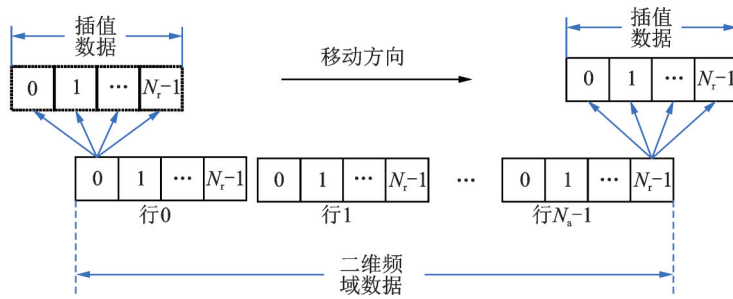 插值
数据
插值
数据
移动方向
0 1 ··· Nr−1
0 1 ··· Nr−1
0 1 ··· Nr−1 0 1 ··· Nr−1 ··· 0 1 ··· Nr−1
行0 行1 行Na−1
二维频
域数据